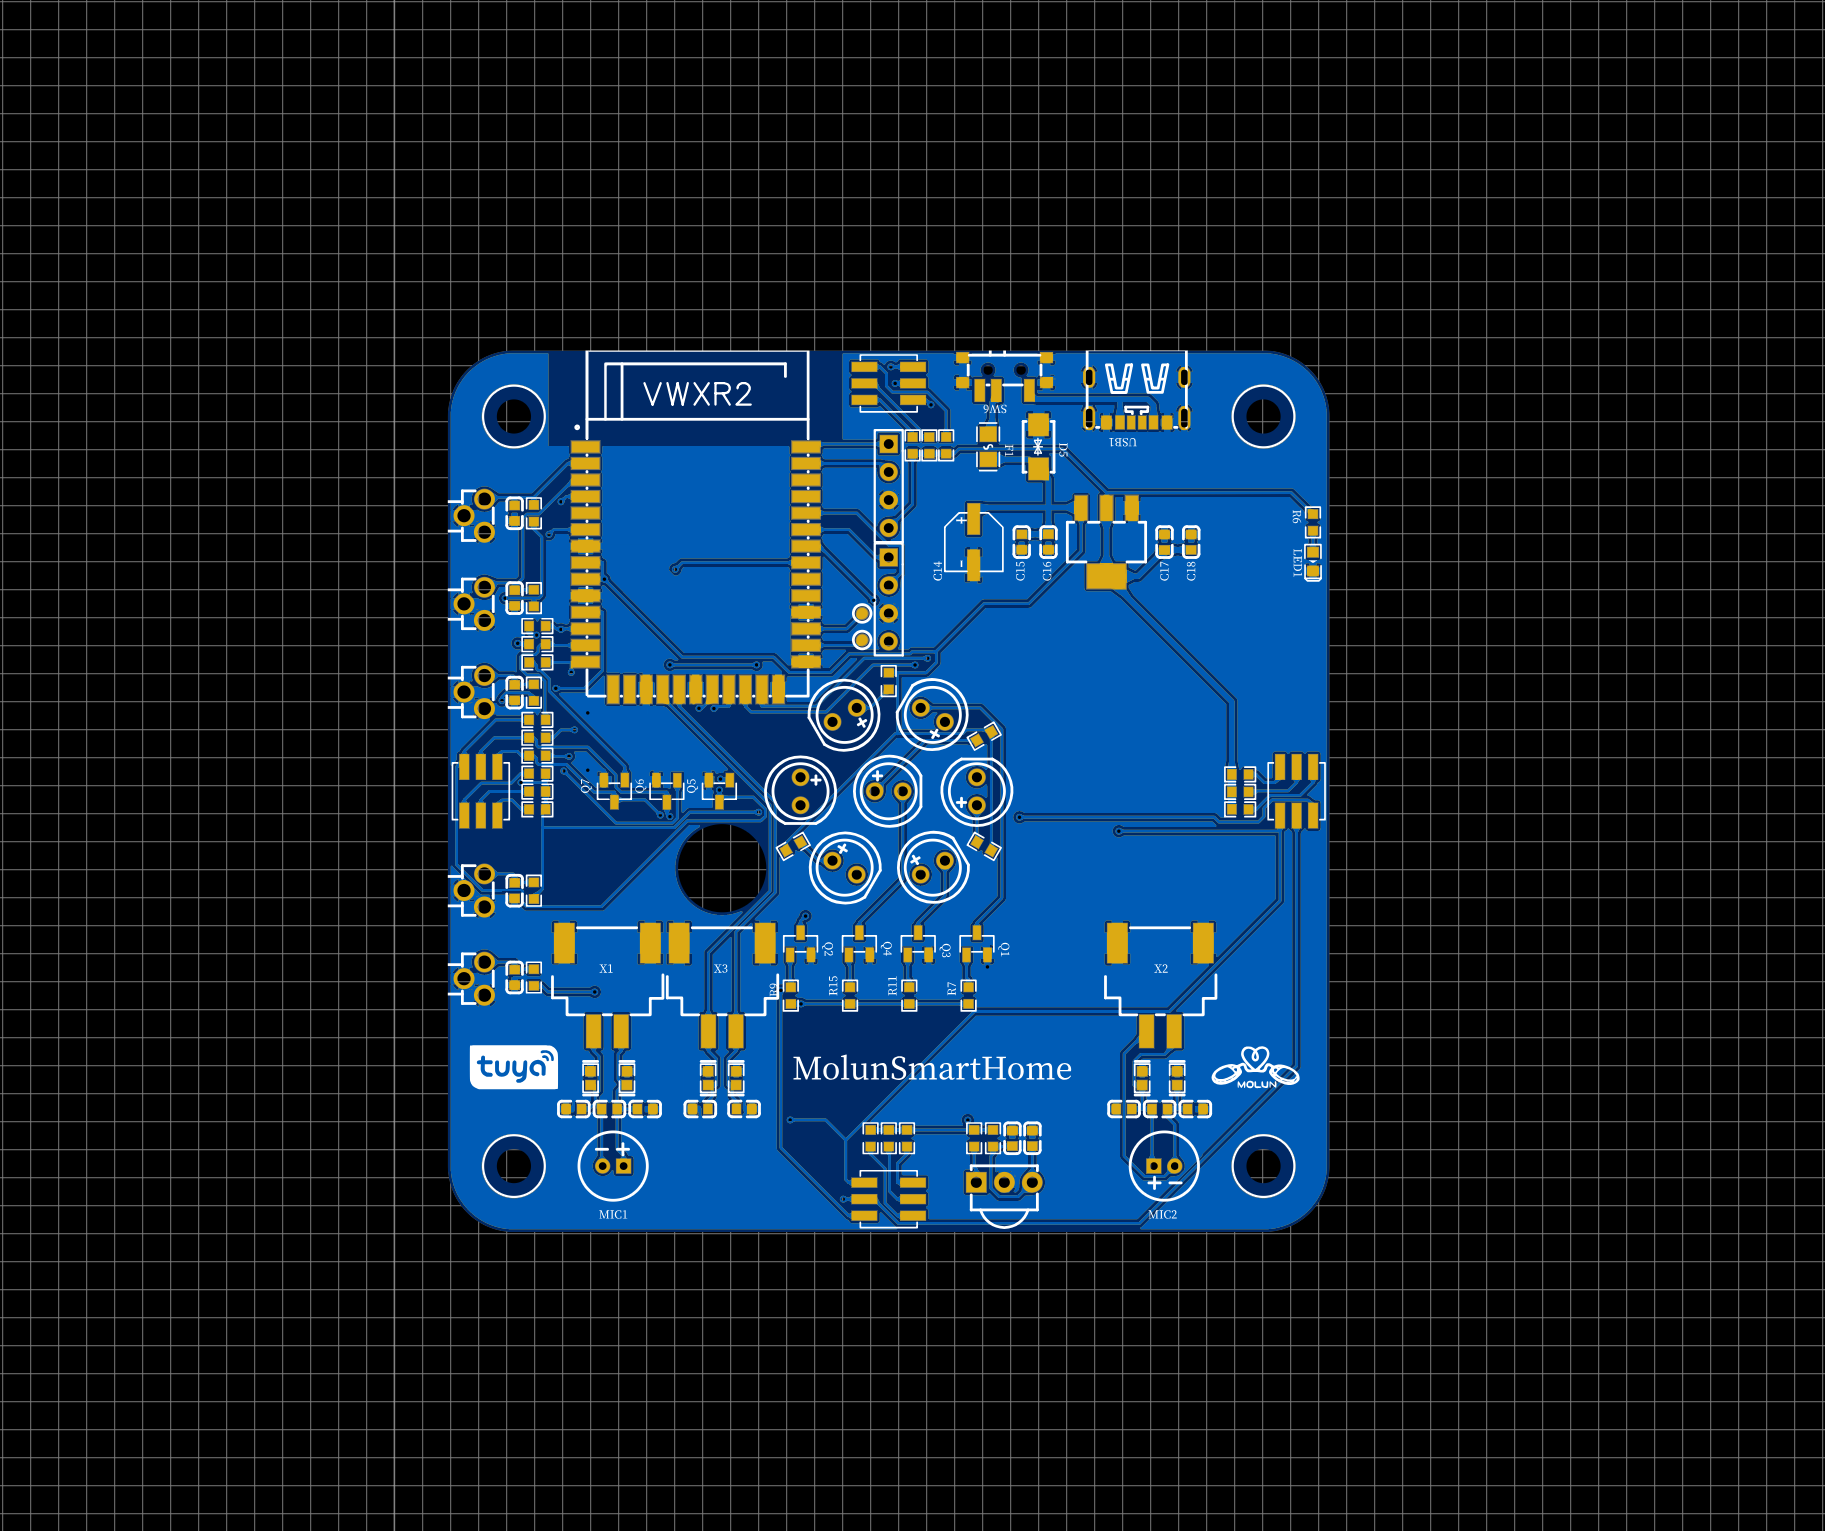 VWXR2
SW6
USB1
F1
D5
R6
C14
C15
C16
C17
C18
LED1
Q7
Q6
Q5
Q2
Q4
Q3
Q1
X1
X3
X2
R9
R15
R11
R7
tuya
MolunSmartHome
MOLUN
MIC1
MIC2